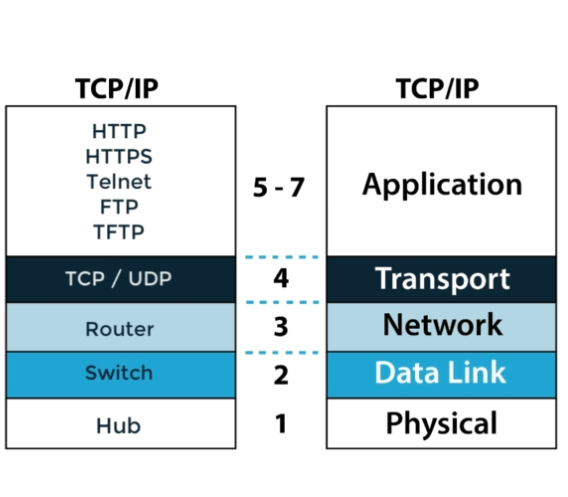 TCP/IP
HTTP
HTTPS
Telnet
FTP
TFTP
TCP / UDP
Router
Switch
Hub
5 - 7
4
3
2
1
TCP/IP
Application
Transport
Network
Data Link
Physical